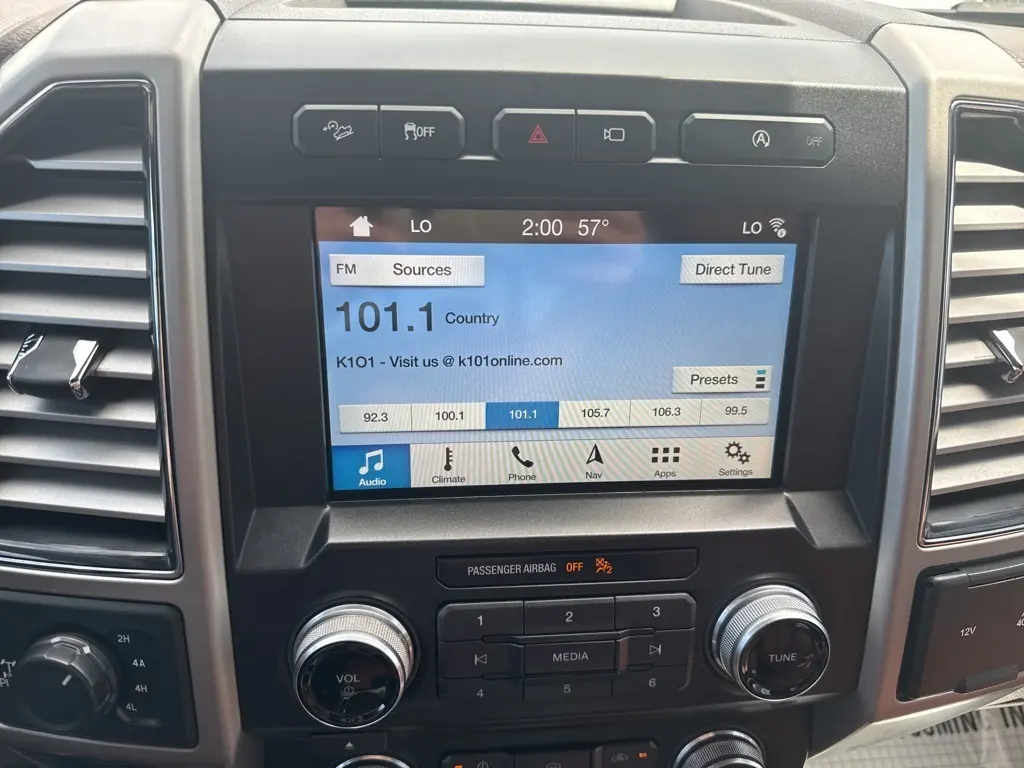 OFF
A OFF
LO 2:00 57° LO
FM Sources Direct Tune
101.1 Country
K1O1 - Visit us @ k101online.com
Presets
92.3 100.1 101.1 105.7 106.3 99.5
Audio Climate Phone Nav Apps Settings
PASSENGER AIRBAG OFF 2
1 2 3
VOL MEDIA TUNE
4 5 6
2H
4A
4H
4L
12V